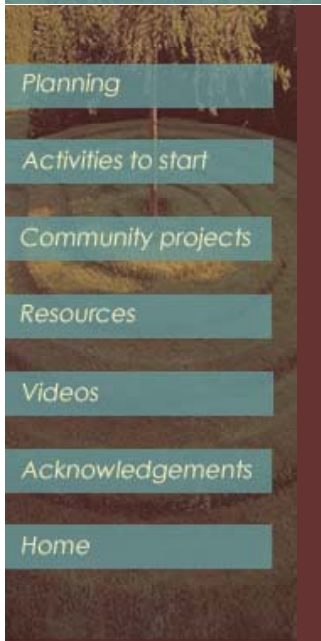 Planning
Activities to start
Community projects
Resources
Videos
Acknowledgements
Home